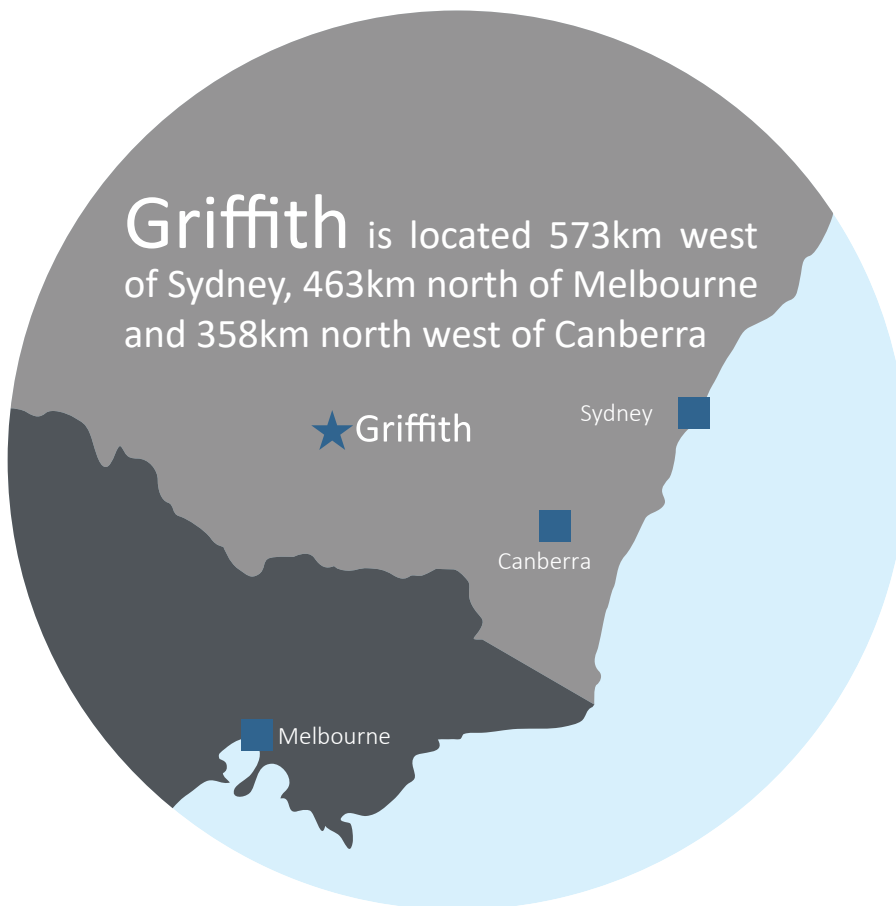 Griffith is located 573km west
of Sydney, 463km north of Melbourne
and 358km north west of Canberra
Sydney
Griffith
Canberra
Melbourne